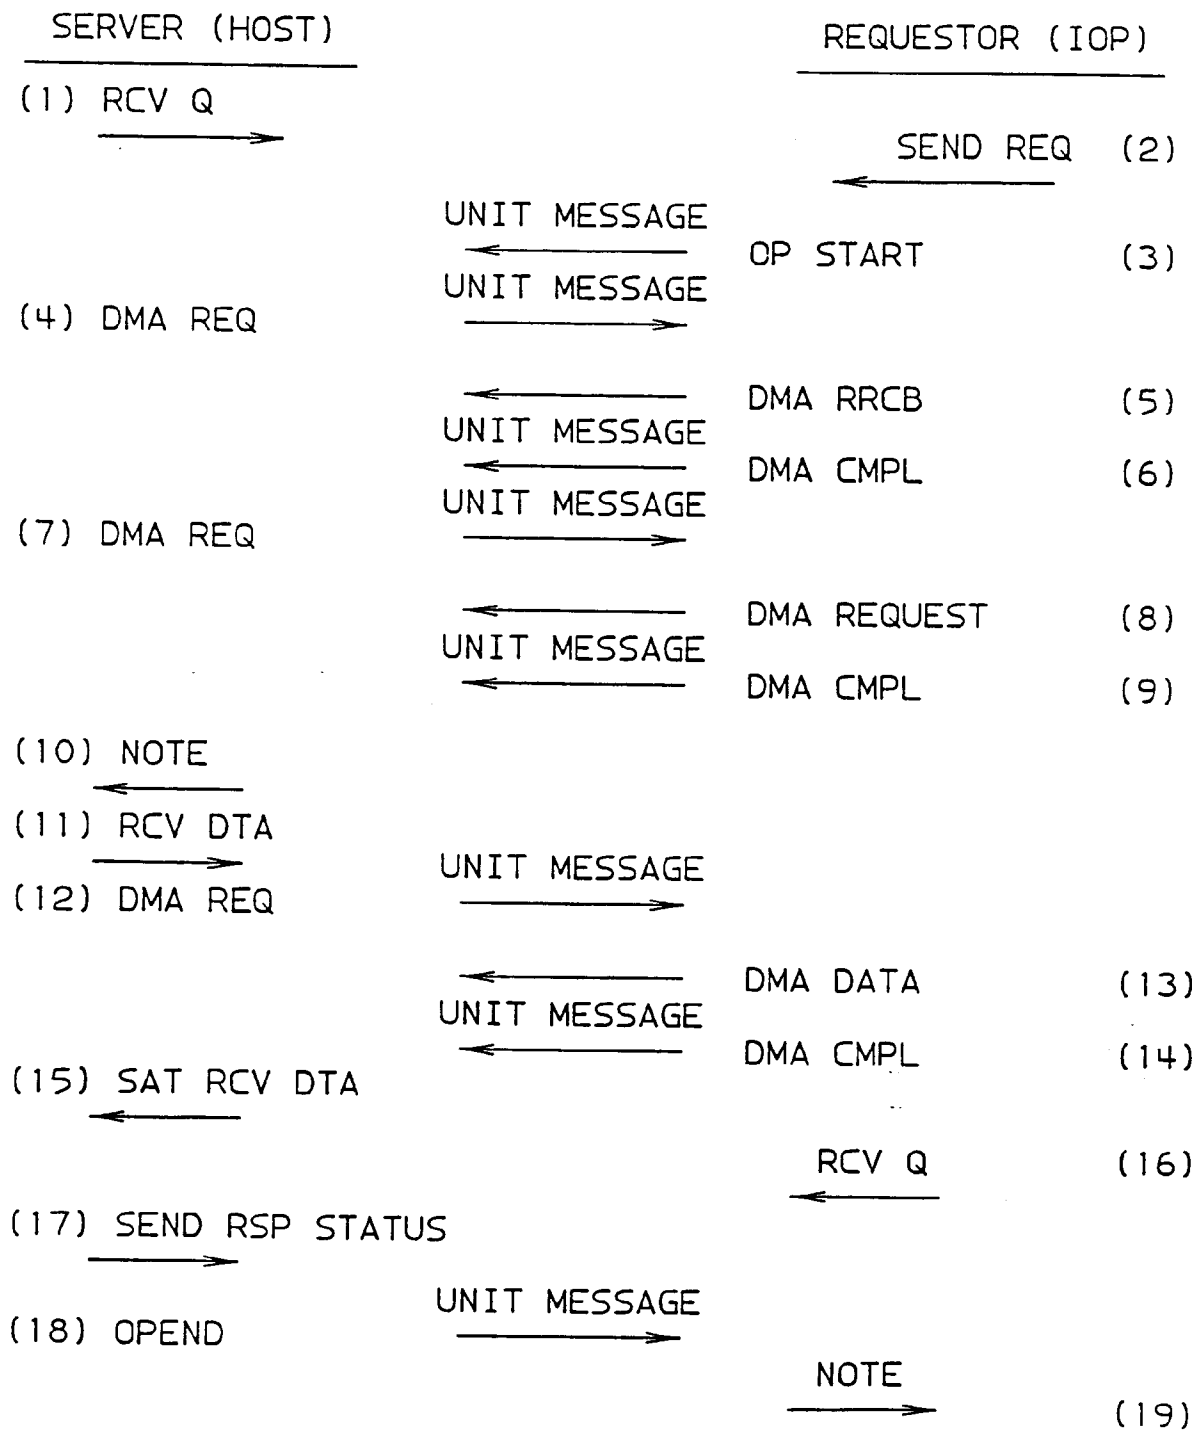 SERVER (HOST)
REQUESTOR (IOP)
(1) RCV Q
SEND REQ (2)
UNIT MESSAGE
OP START (3)
UNIT MESSAGE
(4) DMA REQ
DMA RRCB (5)
UNIT MESSAGE
DMA CMPL (6)
UNIT MESSAGE
(7) DMA REQ
DMA REQUEST (8)
UNIT MESSAGE
DMA CMPL (9)
(10) NOTE
(11) RCV DTA
UNIT MESSAGE
(12) DMA REQ
DMA DATA (13)
UNIT MESSAGE
DMA CMPL (14)
(15) SAT RCV DTA
RCV Q (16)
(17) SEND RSP STATUS
UNIT MESSAGE
(18) OPEND
NOTE
(19)